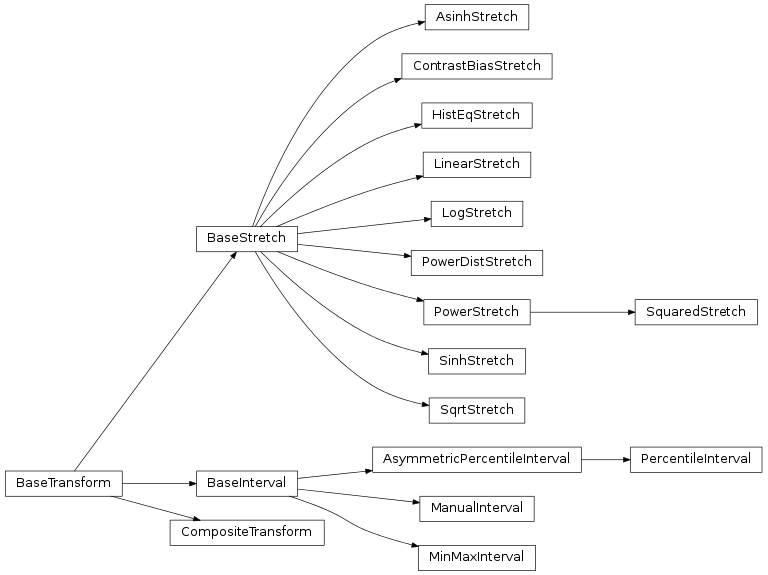 AsinhStretch
ContrastBiasStretch
HistEqStretch
LinearStretch
LogStretch
BaseStretch
PowerDistStretch
PowerStretch
SquaredStretch
SinhStretch
SqrtStretch
AsymmetricPercentileInterval
PercentileInterval
BaseTransform
BaseInterval
ManualInterval
CompositeTransform
MinMaxInterval